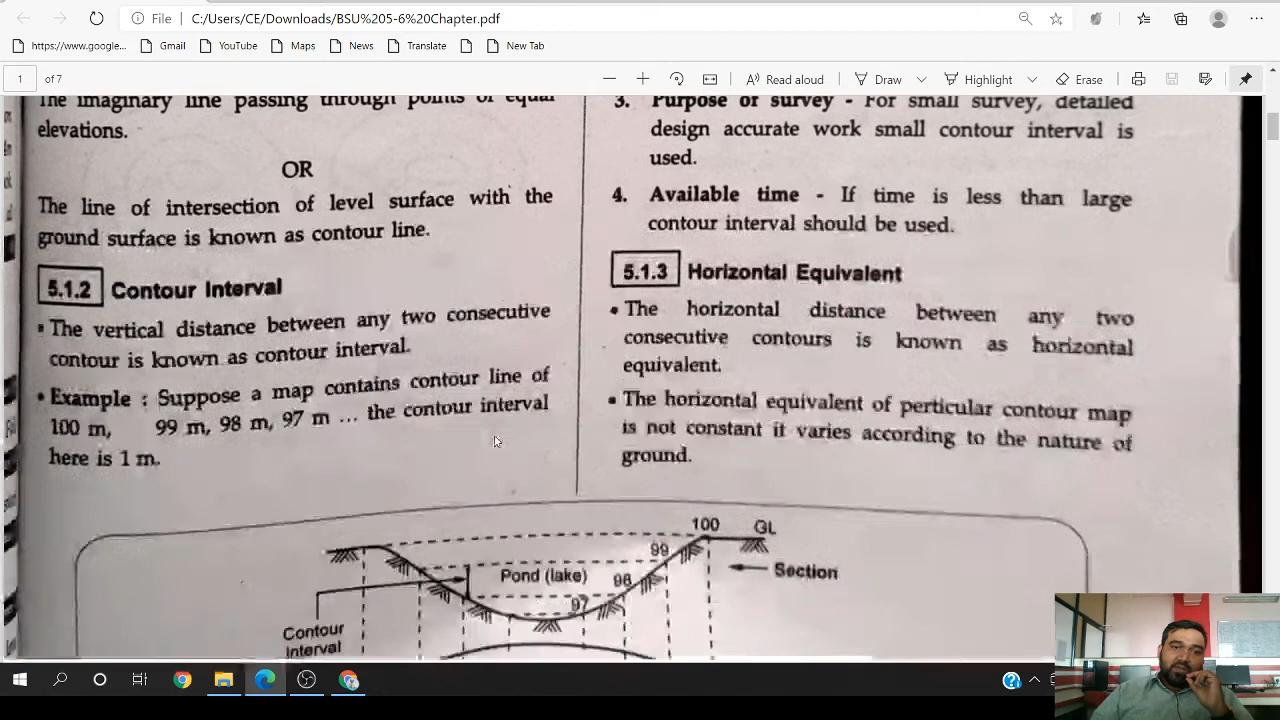 File
C:/Users/CE/Downloads/BSU%205-6%20Chapter.pdf
https://www.google...
Gmail
YouTube
Maps
News
Translate
New Tab
1 of 7
Read aloud
Draw
Highlight
Erase
The imaginary line passing through points of equal
elevations.
OR
The line of intersection of level surface with the
ground surface is known as contour line.
5.1.2 Contour Interval
• The vertical distance between any two consecutive
contour is known as contour interval.
• Example : Suppose a map contains contour line of
100 m, 99 m, 98 m, 97 m ... the contour interval
here is 1 m.
3. Purpose of survey - For small survey, detailed
design accurate work small contour interval is
used.
4. Available time - If time is less than large
contour interval should be used.
5.1.3 Horizontal Equivalent
• The horizontal distance between any two
consecutive contours is known as horizontal
equivalent.
• The horizontal equivalent of perticular contour map
is not constant it varies according to the nature of
ground.
100 GL
99
Pond (lake)
98
Section
97
Contour
interval